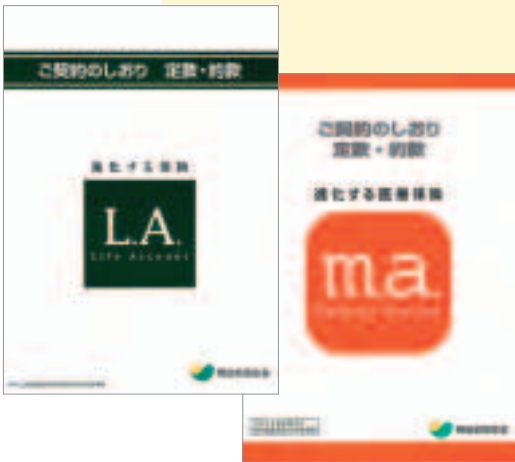 ご契約のしおり 定款・約款
進化する保険
L.A.
Life Account
ご契約のしおり
定款・約款
進化する医療保険
m.a.